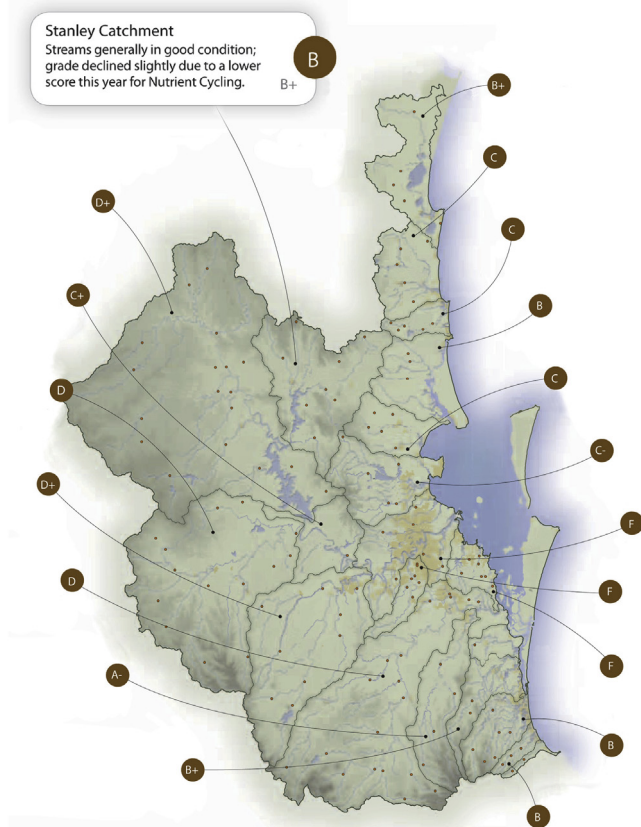 Stanley Catchment
Streams generally in good condition;
grade declined slightly due to a lower
score this year for Nutrient Cycling.
B+
B
B+
C
D+
C
C+
B
C
D
C-
D+
F
D
F
F
A-
B
B+
B